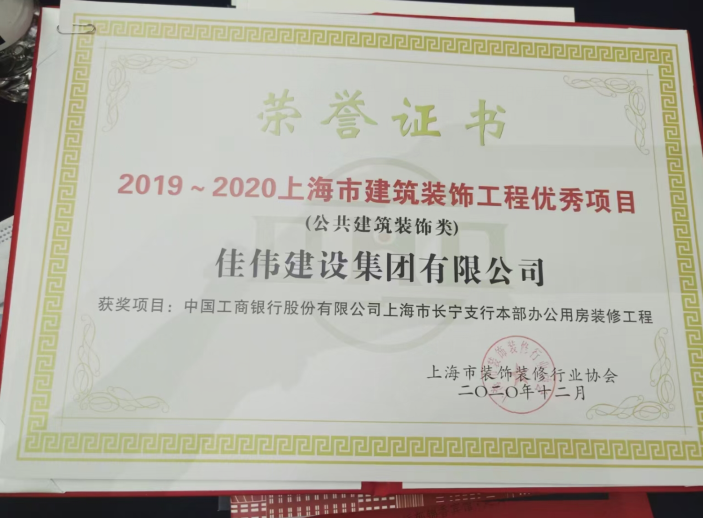 荣誉证书
2019～2020上海市建筑装饰工程优秀项目
(公共建筑装饰类)
佳伟建设集团有限公司
获奖项目：中国工商银行股份有限公司上海市长宁支行本部办公用房装修工程
上海市装饰装修行业协会
二〇二〇年十二月